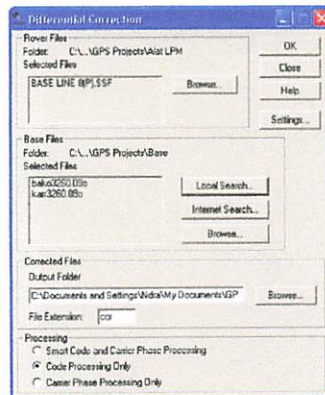 Differential Correction
Rover Files
Folder: C:\...\GPS Projects\Alat LPM
Selected Files
BASE LINE 8(P).SSF
Browse...
OK
Close
Help
Settings...
Base Files
Folder: C:\...\GPS Projects\Base
Selected Files
bako3260.09o
kari3260.09o
Local Search...
Internet Search...
Browse...
Corrected Files
Output Folder
C:\Documents and Settings\Ndra\My Documents\GP
Browse...
File Extension: cor
Processing
Smart Code and Carrier Phase Processing
Code Processing Only
Carrier Phase Processing Only